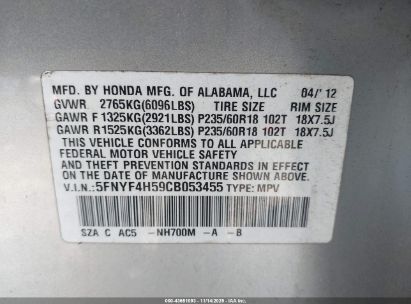 MFD. BY HONDA MFG. OF ALABAMA, LLC 04/'12
GVWR 2765KG(6096LBS) TIRE SIZE RIM SIZE
GAWR F 1325KG(2921LBS) P235/60R18 102T 18X7.5J
GAWR R1525KG(3362LBS) P235/60R18 102T 18X7.5J
THIS VEHICLE CONFORMS TO ALL APPLICABLE
FEDERAL MOTOR VEHICLE SAFETY
AND THEFT PREVENTION STANDARDS IN EFFECT
ON THE DATE OF MANUFACTURE SHOWN ABOVE.
V.I.N.:5FNYF4H59CB053455 TYPE: MPV
SZA C AC5 -NH700M -A -B